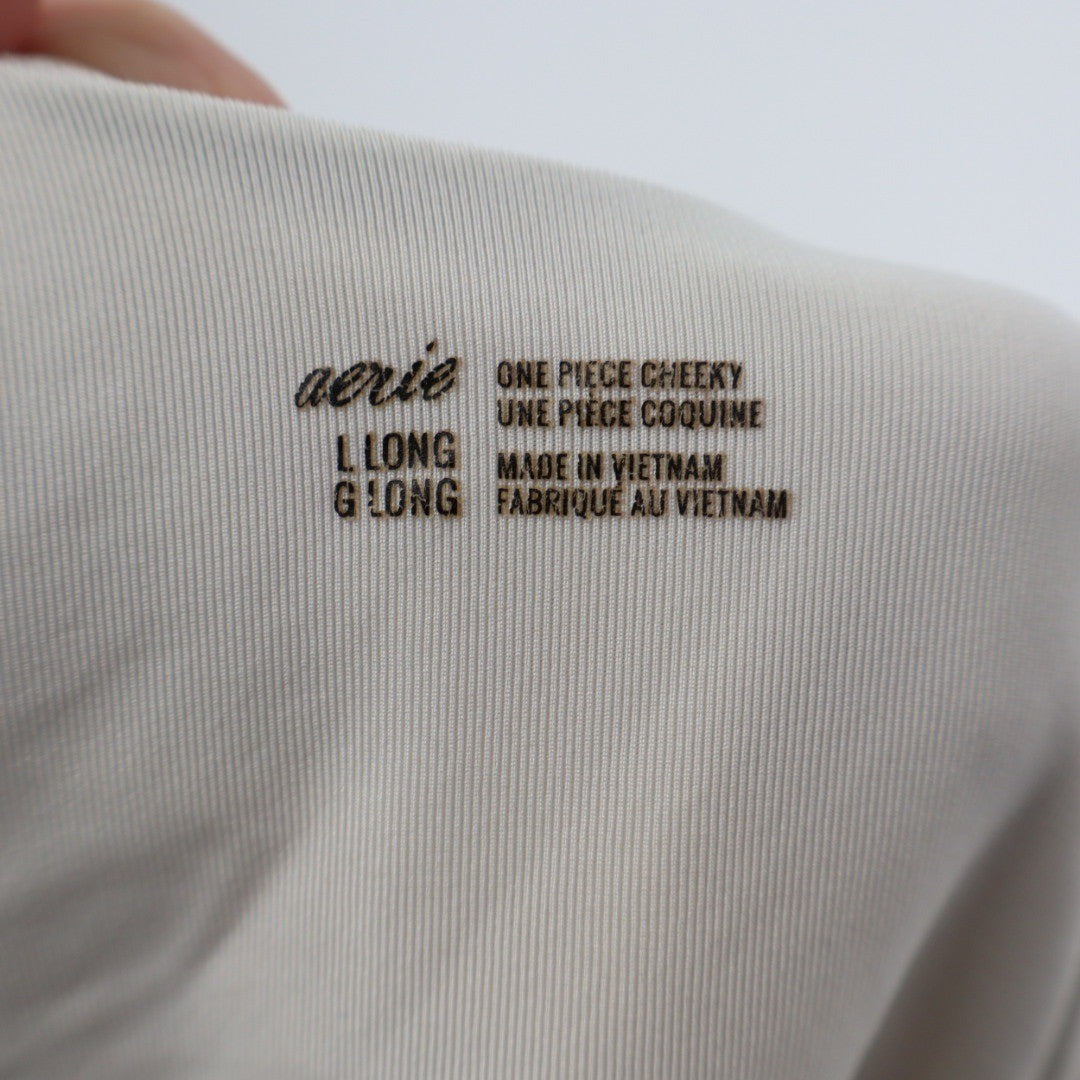 aerie
L LONG
G LONG
ONE PIECE CHEEKY
UNE PIÈCE COQUINE
MADE IN VIETNAM
FABRIQUÉ AU VIETNAM